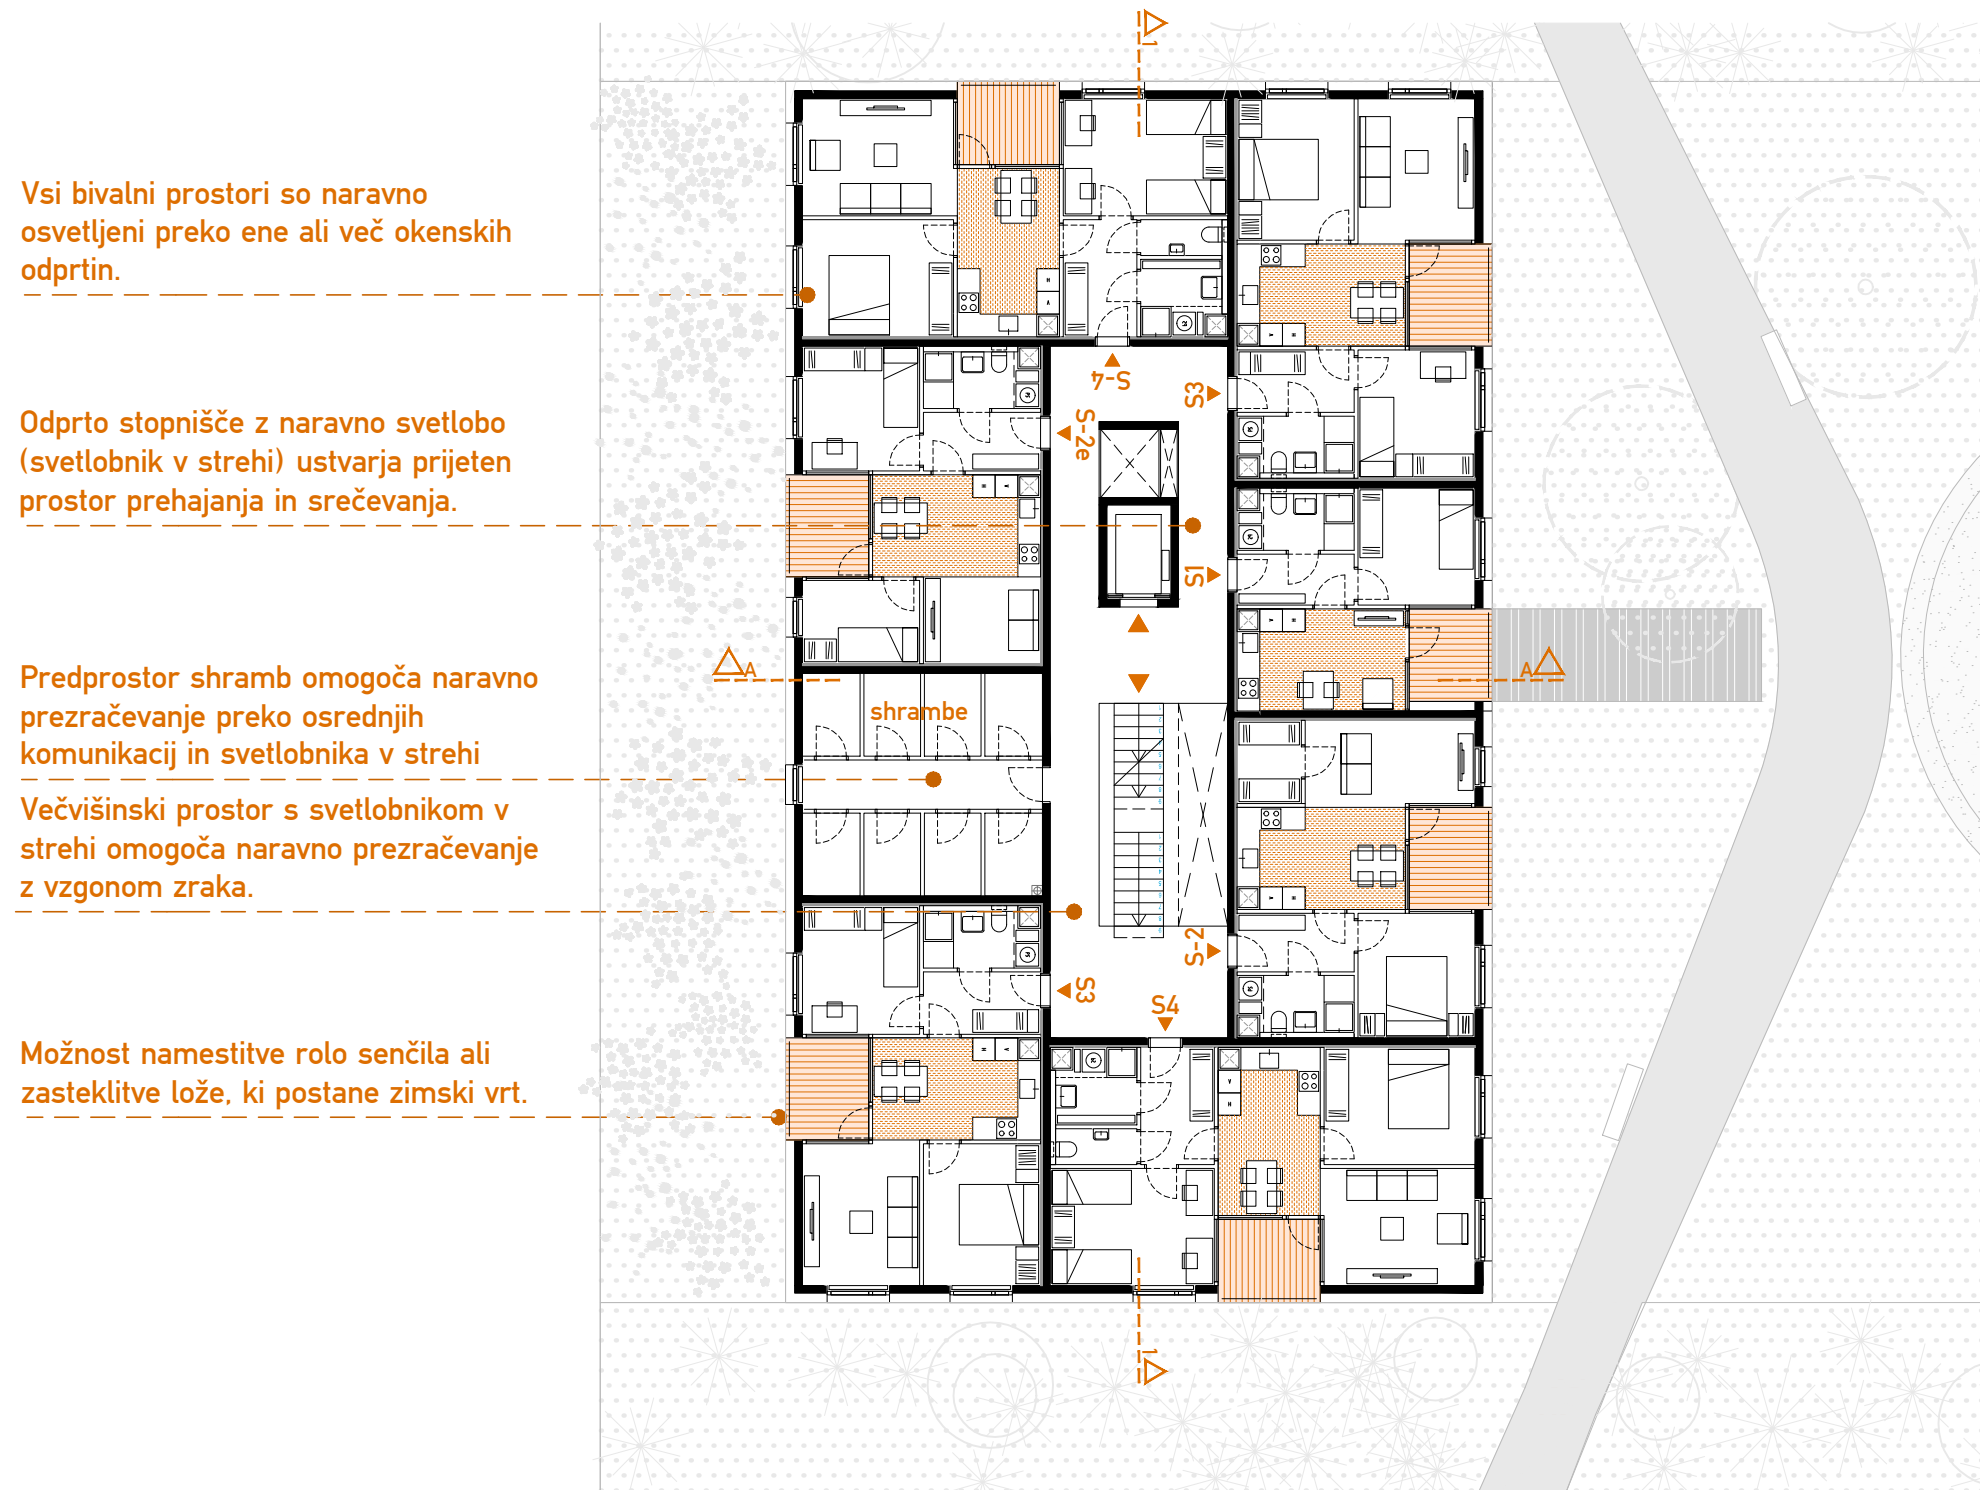 Vsi bivalni prostori so naravno
osvetljeni preko ene ali več okenskih
odprtin.
Odprto stopnišče z naravno svetlobo
(svetlobnik v strehi) ustvarja prijeten
prostor prehajanja in srečevanja.
Predprostor shramb omogoča naravno
prezračevanje preko osrednjih
komunikacij in svetlobnika v strehi
Večvišinski prostor s svetlobnikom v
strehi omogoča naravno prezračevanje
z vzgonom zraka.
Možnost namestitve rolo senčila ali
zasteklitve lože, ki postane zimski vrt.
1
S-4
S3
S-2e
S1
A
A
shrambe
S-2
S3
S4
1